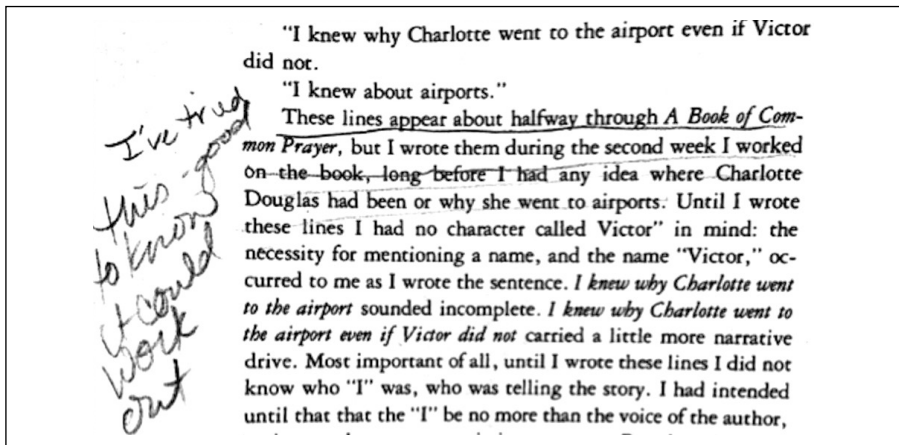 "I knew why Charlotte went to the airport even if Victor
did not.
"I knew about airports."
These lines appear about halfway through A Book of Com-
mon Prayer, but I wrote them during the second week I worked
on the book, long before I had any idea where Charlotte
Douglas had been or why she went to airports. Until I wrote
these lines I had no character called Victor" in mind: the
necessity for mentioning a name, and the name "Victor," oc-
curred to me as I wrote the sentence. I knew why Charlotte went
to the airport sounded incomplete. I knew why Charlotte went to
the airport even if Victor did not carried a little more narrative
drive. Most important of all, until I wrote these lines I did not
know who "I" was, who was telling the story. I had intended
until that that the "I" be no more than the voice of the author,
I've tried
this - good
to know
it could
work
out